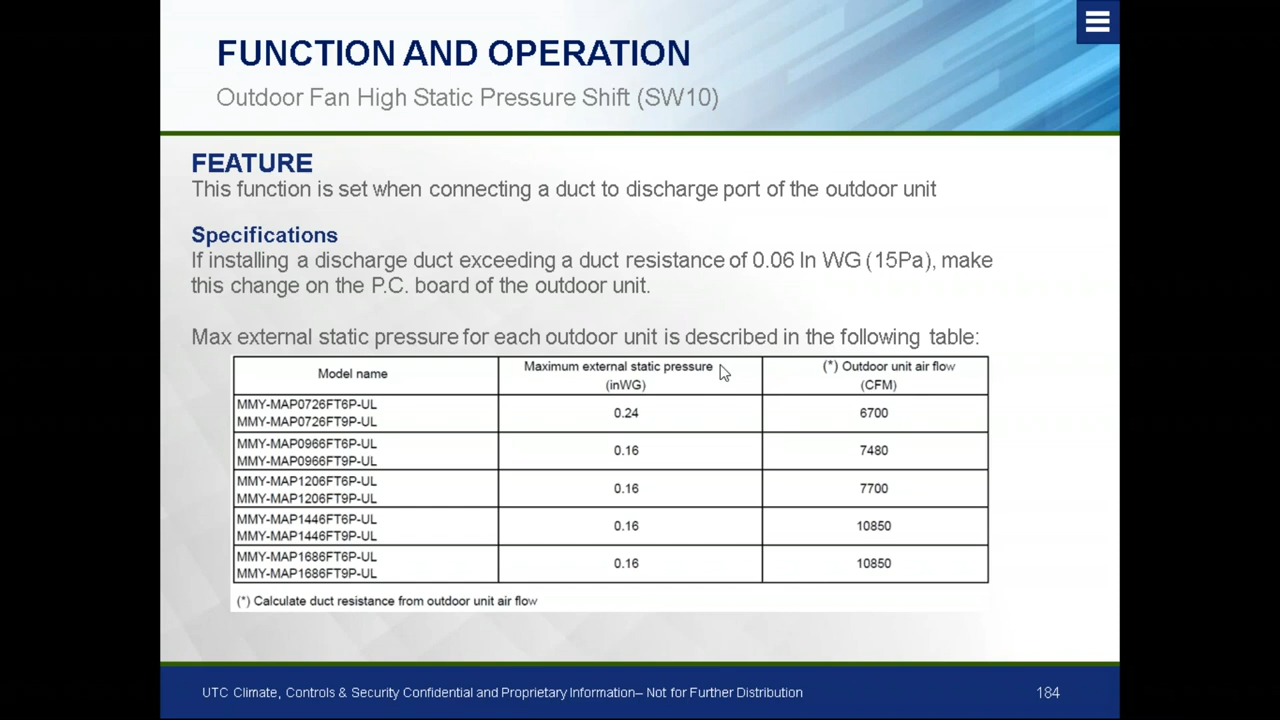 FUNCTION AND OPERATION
Outdoor Fan High Static Pressure Shift (SW10)
FEATURE
This function is set when connecting a duct to discharge port of the outdoor unit
Specifications
If installing a discharge duct exceeding a duct resistance of 0.06 In WG (15Pa), make
this change on the P.C. board of the outdoor unit.
Max external static pressure for each outdoor unit is described in the following table:
Model name
Maximum external static pressure
(inWG)
(*) Outdoor unit air flow
(CFM)
MMY-MAP0726FT6P-UL
MMY-MAP0726FT9P-UL
0.24
6700
MMY-MAP0966FT6P-UL
MMY-MAP0966FT9P-UL
0.16
7480
MMY-MAP1206FT6P-UL
MMY-MAP1206FT9P-UL
0.16
7700
MMY-MAP1446FT6P-UL
MMY-MAP1446FT9P-UL
0.16
10850
MMY-MAP1686FT6P-UL
MMY-MAP1686FT9P-UL
0.16
10850
(*) Calculate duct resistance from outdoor unit air flow
UTC Climate, Controls & Security Confidential and Proprietary Information– Not for Further Distribution
184